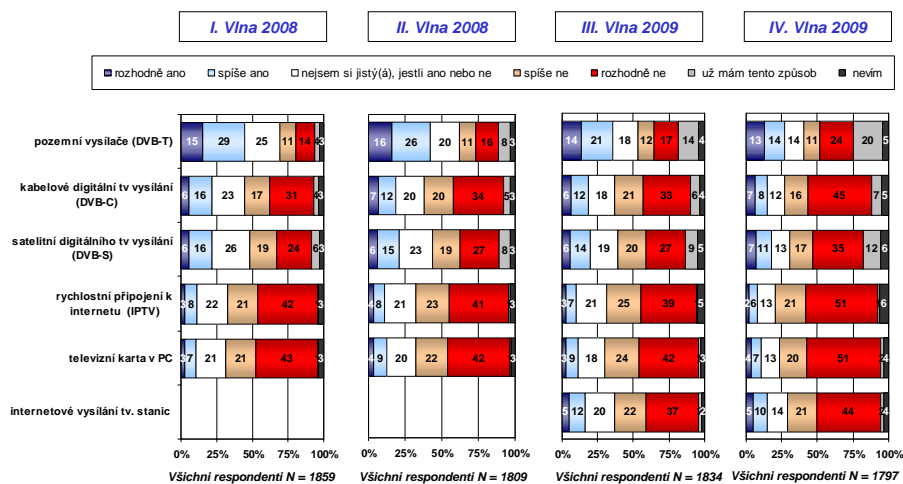 I. Vlna 2008 II. Vlna 2008 III. Vlna 2009 IV. Vlna 2009
rozhodně ano spíše ano nejsem si jistý(á), jestli ano nebo ne spíše ne rozhodně ne už mám tento způsob nevím
pozemní vysílače (DVB-T) 15 29 25 11 14 4 3 16 26 20 11 16 8 3 14 21 18 12 17 14 4 13 14 14 11 24 20 5
kabelové digitální tv vysílání
(DVB-C) 6 16 23 17 31 4 3 7 12 20 20 34 5 3 6 12 18 21 33 6 4 7 8 12 16 45 7 5
satelitní digitálního tv vysílání
(DVB-S) 6 16 26 19 24 6 3 6 15 23 19 27 8 3 6 14 19 20 27 9 5 7 11 13 17 35 12 6
rychlostní připojení k
internetu (IPTV) 3 8 22 21 42 3 4 8 21 23 41 3 3 7 21 25 39 5 2 6 13 21 51 6
televizní karta v PC 3 7 21 21 43 3 4 9 20 22 42 3 3 9 18 24 42 3 4 7 13 20 51 2 4
internetové vysílání tv. stanic 5 12 20 22 37 2 5 10 14 21 44 2 4
0% 25% 50% 75% 100% 0% 25% 50% 75% 100% 0% 25% 50% 75% 100% 0% 25% 50% 75% 100%
Všichni respondenti N = 1859 Všichni respondenti N = 1809 Všichni respondenti N = 1834 Všichni respondenti N = 1797